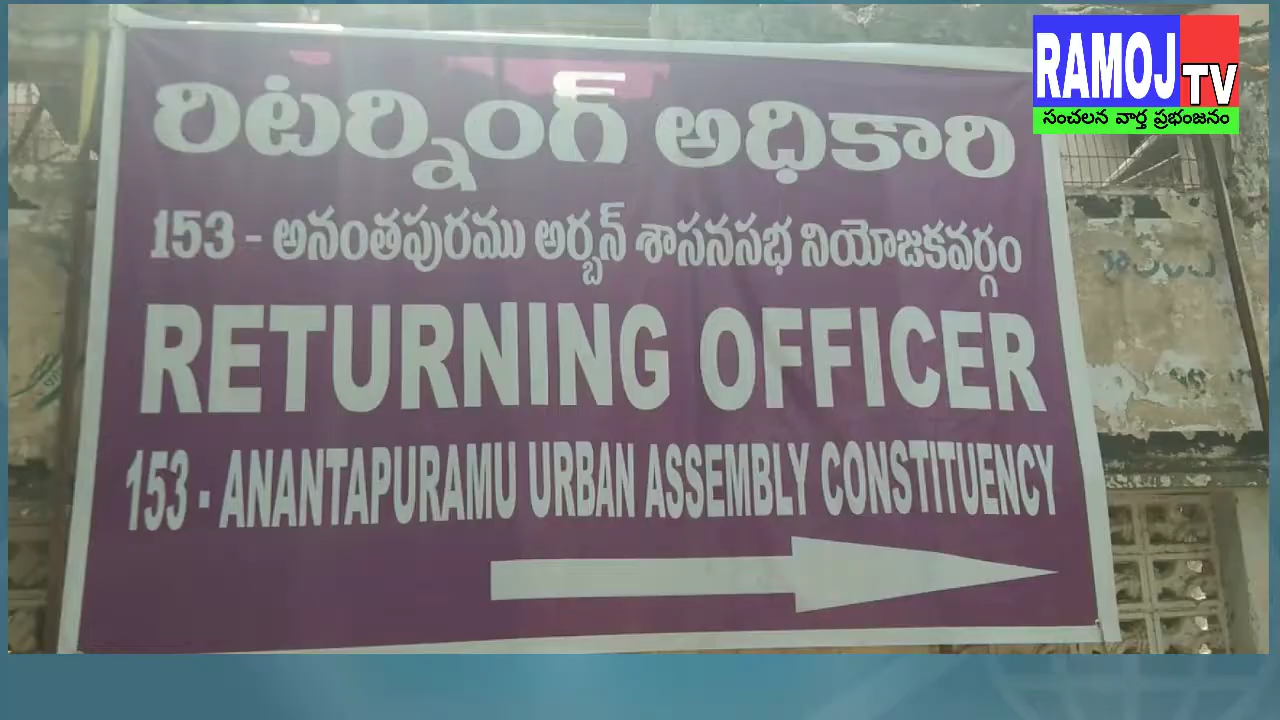 RAMOJ TV
సంచలన వార్త ప్రభంజనం
రిటర్నింగ్ అధికారి
153 - అనంతపురము అర్బన్ శాసనసభ నియోజకవర్గం
RETURNING OFFICER
153 - ANANTAPURAMU URBAN ASSEMBLY CONSTITUENCY